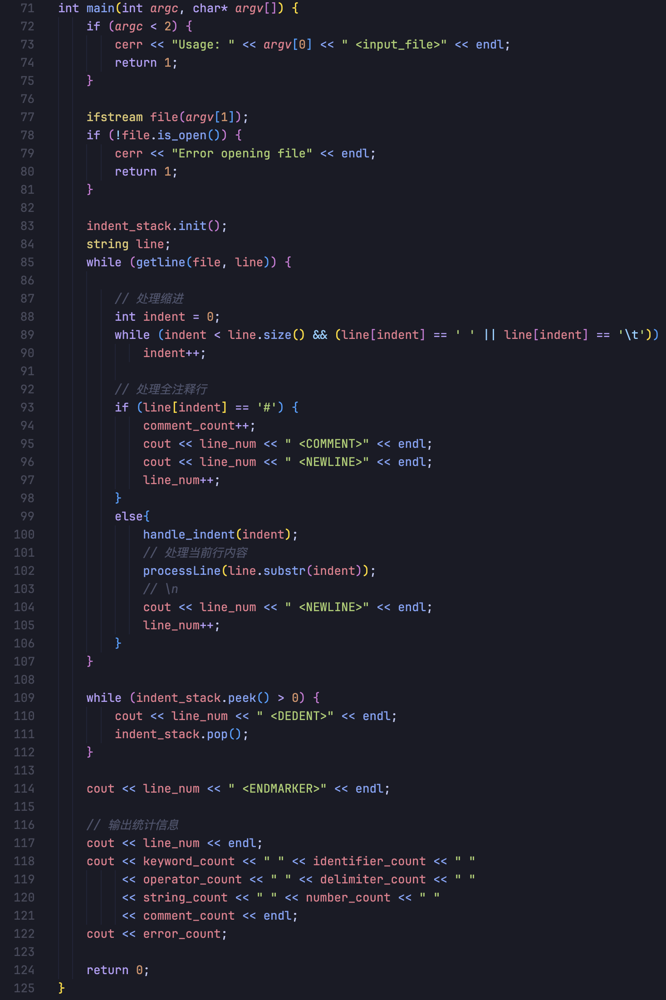 71 int main(int argc, char* argv[]) {
72     if (argc < 2) {
73         cerr << "Usage: " << argv[0] << " <input_file>" << endl;
74         return 1;
75     }
76
77     ifstream file(argv[1]);
78     if (!file.is_open()) {
79         cerr << "Error opening file" << endl;
80         return 1;
81     }
82
83     indent_stack.init();
84     string line;
85     while (getline(file, line)) {
86
87         // 处理缩进
88         int indent = 0;
89         while (indent < line.size() && (line[indent] == ' ' || line[indent] == '\t'))
90             indent++;
91
92         // 处理全注释行
93         if (line[indent] == '#') {
94             comment_count++;
95             cout << line_num << " <COMMENT>" << endl;
96             cout << line_num << " <NEWLINE>" << endl;
97             line_num++;
98         }
99         else{
100             handle_indent(indent);
101             // 处理当前行内容
102             processLine(line.substr(indent));
103             // \n
104             cout << line_num << " <NEWLINE>" << endl;
105             line_num++;
106         }
107     }
108
109     while (indent_stack.peek() > 0) {
110         cout << line_num << " <DEDENT>" << endl;
111         indent_stack.pop();
112     }
113
114     cout << line_num << " <ENDMARKER>" << endl;
115
116     // 输出统计信息
117     cout << line_num << endl;
118     cout << keyword_count << " " << identifier_count << " "
119          << operator_count << " " << delimiter_count << " "
120          << string_count << " " << number_count << " "
121          << comment_count << endl;
122     cout << error_count;
123
124     return 0;
125 }